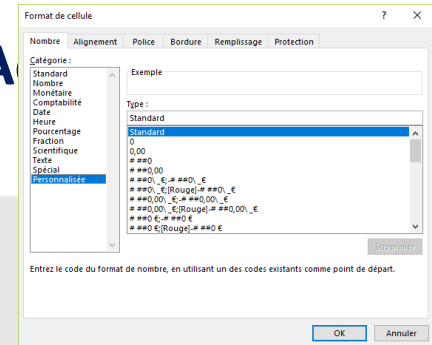 Format de cellule ? ×
Nombre Alignement Police Bordure Remplissage Protection
Catégorie :
Standard
Nombre
Monétaire
Comptabilité
Date
Heure
Pourcentage
Fraction
Scientifique
Texte
Spécial
Personnalisée
Exemple
Type :
Standard
Standard
0
0,00
# ##0
# ##0,00
# ##0\ _€;-# ##0\ _€
# ##0\ _€;[Rouge]-# ##0\ _€
# ##0,00\ _€;-# ##0,00\ _€
# ##0,00\ _€;[Rouge]-# ##0,00\ _€
# ##0 €;-# ##0 €
# ##0 €;[Rouge]-# ##0 €
Supprimer
Entrez le code du format de nombre, en utilisant un des codes existants comme point de départ.
OK Annuler